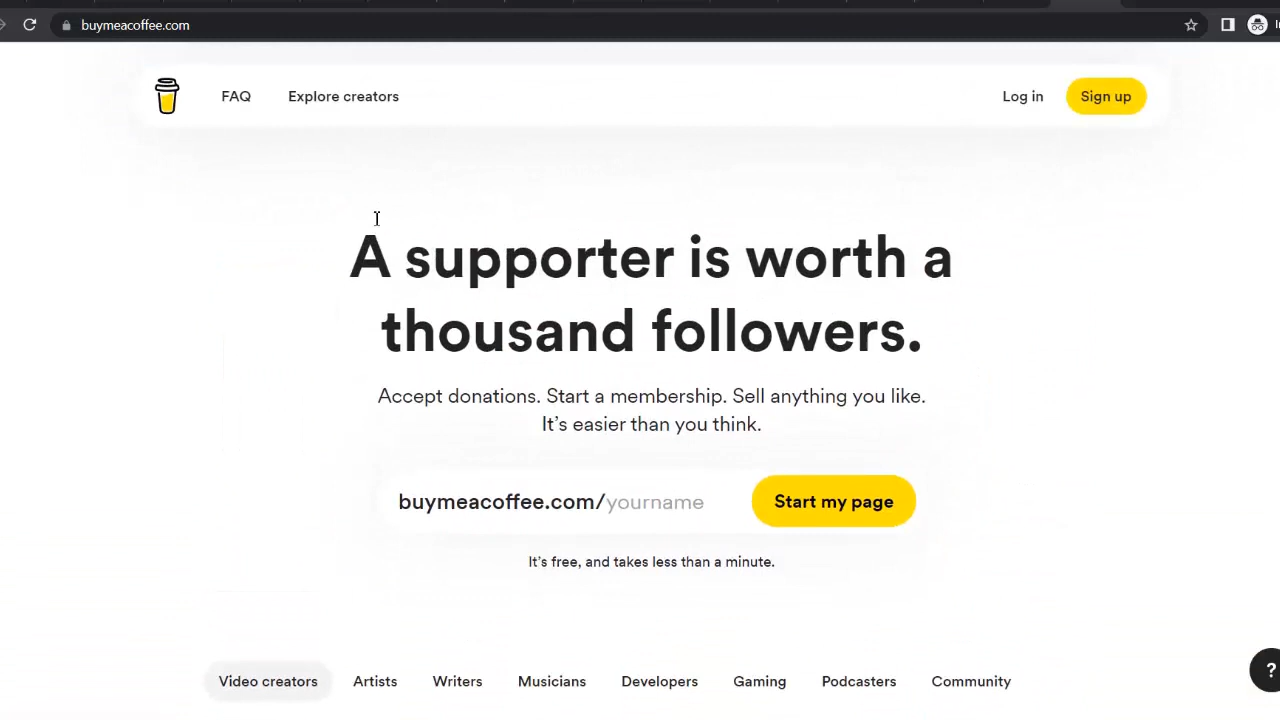 buymeacoffee.com
FAQ
Explore creators
Log in
Sign up
A supporter is worth a
thousand followers.
Accept donations. Start a membership. Sell anything you like.
It's easier than you think.
buymeacoffee.com/yourname
Start my page
It's free, and takes less than a minute.
Video creators
Artists
Writers
Musicians
Developers
Gaming
Podcasters
Community
?